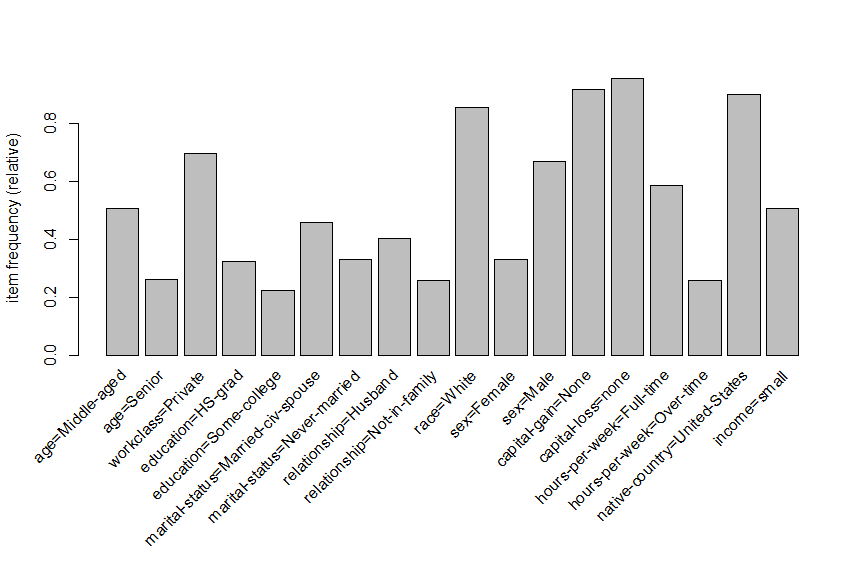 item frequency (relative)
0.8
0.6
0.4
0.2
0.0
age=Middle-aged
age=Senior
workclass=Private
education=HS-grad
education=Some-college
marital-status=Married-civ-spouse
marital-status=Never-married
relationship=Husband
relationship=Not-in-family
race=White
sex=Female
sex=Male
capital-gain=None
capital-loss=none
hours-per-week=Full-time
hours-per-week=Over-time
native-country=United-States
income=small